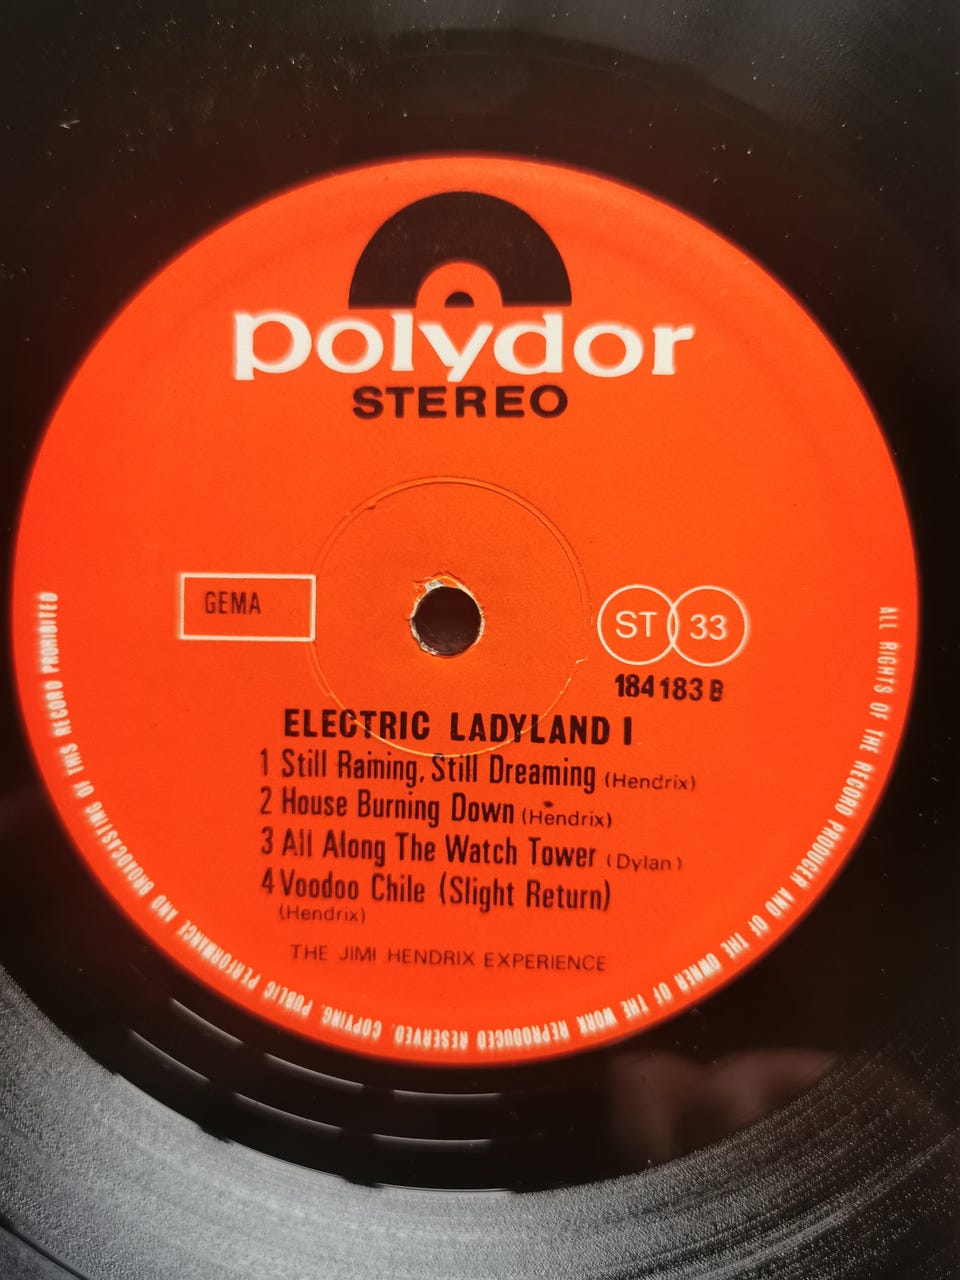 polydor
STEREO
GEMA
ST 33
184 183 B
ELECTRIC LADYLAND I
1 Still Raining, Still Dreaming (Hendrix)
2 House Burning Down (Hendrix)
3 All Along The Watch Tower (Dylan)
4 Voodoo Chile (Slight Return)
(Hendrix)
THE JIMI HENDRIX EXPERIENCE
ALL RIGHTS OF THE RECORD PRODUCER AND OF THE OWNER OF THE WORK REPRODUCED RESERVED. COPYING. PUBLIC PERFORMANCE AND BROADCASTING OF THIS RECORD PROHIBITED